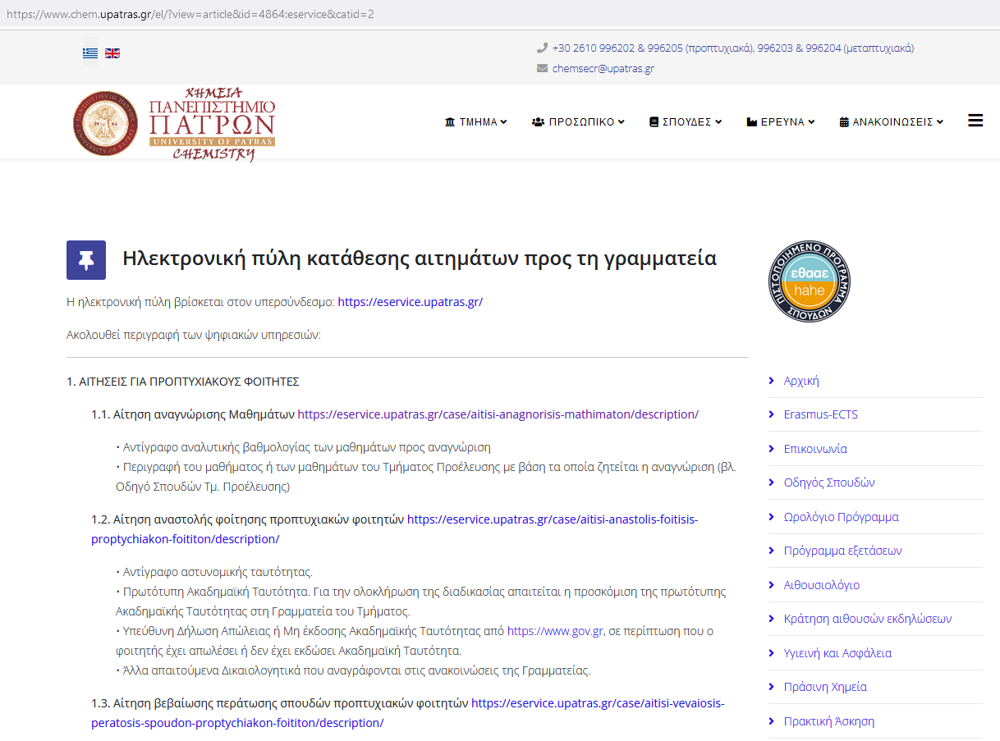 https://www.chem.upatras.gr/el/?view=article&id=4864:eservice&catid=2
+30 2610 996202 & 996205 (προπτυχιακά), 996203 & 996204 (μεταπτυχιακά)
chemsecr@upatras.gr
ΧΗΜΕΙΑ
ΠΑΝΕΠΙΣΤΗΜΙΟ
ΠΑΤΡΩΝ
UNIVERSITY OF PATRAS
CHEMISTRY
ΤΜΗΜΑ ΠΡΟΣΩΠΙΚΟ ΣΠΟΥΔΕΣ ΕΡΕΥΝΑ ΑΝΑΚΟΙΝΩΣΕΙΣ
Ηλεκτρονική πύλη κατάθεσης αιτημάτων προς τη γραμματεία
Η ηλεκτρονική πύλη βρίσκεται στον υπερσύνδεσμο: https://eservice.upatras.gr/
Ακολουθεί περιγραφή των ψηφιακών υπηρεσιών:
1. ΑΙΤΗΣΕΙΣ ΓΙΑ ΠΡΟΠΤΥΧΙΑΚΟΥΣ ΦΟΙΤΗΤΕΣ
1.1. Αίτηση αναγνώρισης Μαθημάτων https://eservice.upatras.gr/case/aitisi-anagnorisis-mathimaton/description/
• Αντίγραφο αναλυτικής βαθμολογίας των μαθημάτων προς αναγνώριση
• Περιγραφή του μαθήματος ή των μαθημάτων του Τμήματος Προέλευσης με βάση τα οποία ζητείται η αναγνώριση (βλ.
Οδηγό Σπουδών Τμ. Προέλευσης)
1.2. Αίτηση αναστολής φοίτησης προπτυχιακών φοιτητών https://eservice.upatras.gr/case/aitisi-anastolis-foitisis-
proptychiakon-foititon/description/
• Αντίγραφο αστυνομικής ταυτότητας.
• Πρωτότυπη Ακαδημαϊκή Ταυτότητα. Για την ολοκλήρωση της διαδικασίας απαιτείται η προσκόμιση της πρωτότυπης
Ακαδημαϊκής Ταυτότητας στη Γραμματεία του Τμήματος.
• Υπεύθυνη Δήλωση Απώλειας ή Μη έκδοσης Ακαδημαϊκής Ταυτότητας από https://www.gov.gr, σε περίπτωση που ο
φοιτητής έχει απωλέσει ή δεν έχει εκδώσει Ακαδημαϊκή Ταυτότητα.
• Άλλα απαιτούμενα Δικαιολογητικά που αναγράφονται στις ανακοινώσεις της Γραμματείας.
1.3. Αίτηση βεβαίωσης περάτωσης σπουδών προπτυχιακών φοιτητών https://eservice.upatras.gr/case/aitisi-vevaiosis-
peratosis-spoudon-proptychiakon-foititon/description/
ΠΙΣΤΟΠΟΙΗΜΕΝΟ ΠΡΟΓΡΑΜΜΑ
εθααε
hahe
ΣΠΟΥΔΩΝ
Αρχική
Erasmus-ECTS
Επικοινωνία
Οδηγός Σπουδών
Ωρολόγιο Πρόγραμμα
Πρόγραμμα εξετάσεων
Αιθουσιολόγιο
Κράτηση αιθουσών εκδηλώσεων
Υγιεινή και Ασφάλεια
Πράσινη Χημεία
Πρακτική Άσκηση